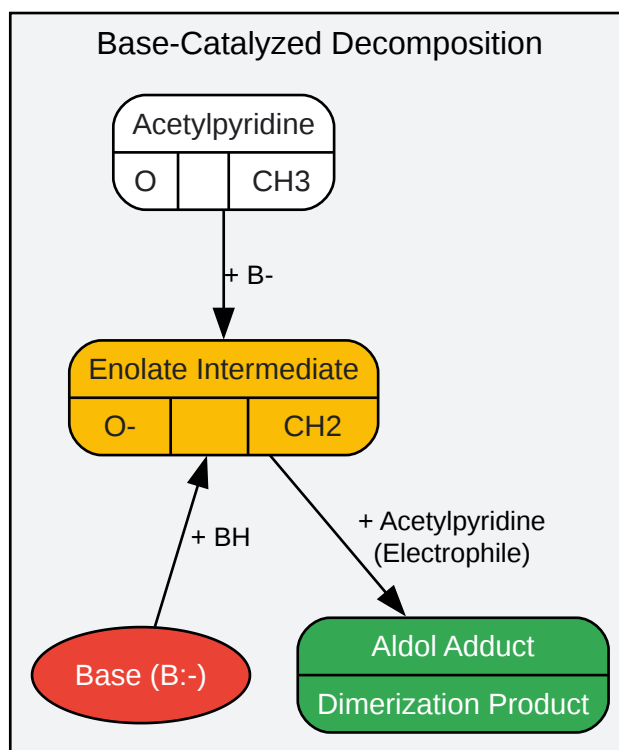 Base-Catalyzed Decomposition
Acetylpyridine
O CH3
+ B-
Enolate Intermediate
O- CH2
+ BH
+ Acetylpyridine
(Electrophile)
Base (B:-)
Aldol Adduct
Dimerization Product